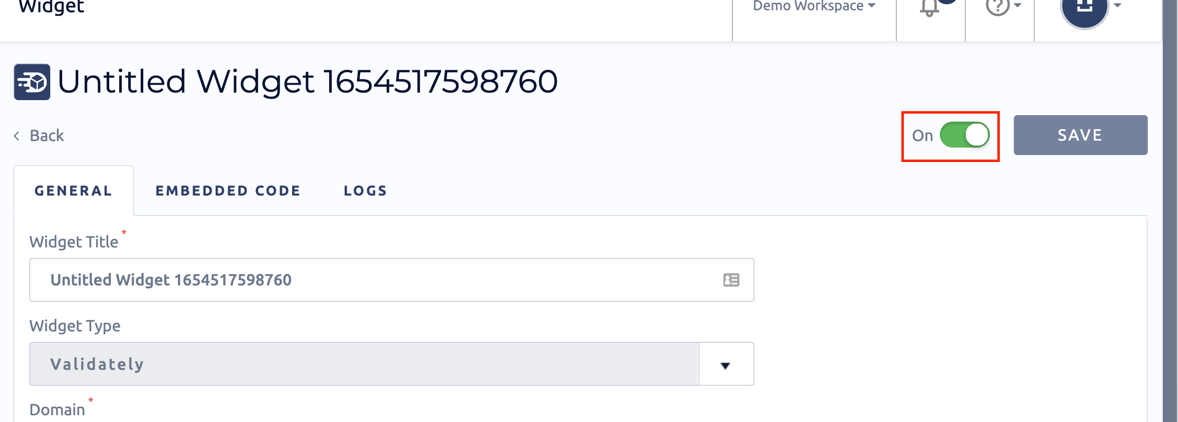 Widget
Demo Workspace
Untitled Widget 1654517598760
Back
On
SAVE
GENERAL
EMBEDDED CODE
LOGS
Widget Title *
Untitled Widget 1654517598760
Widget Type
Validately
Domain *